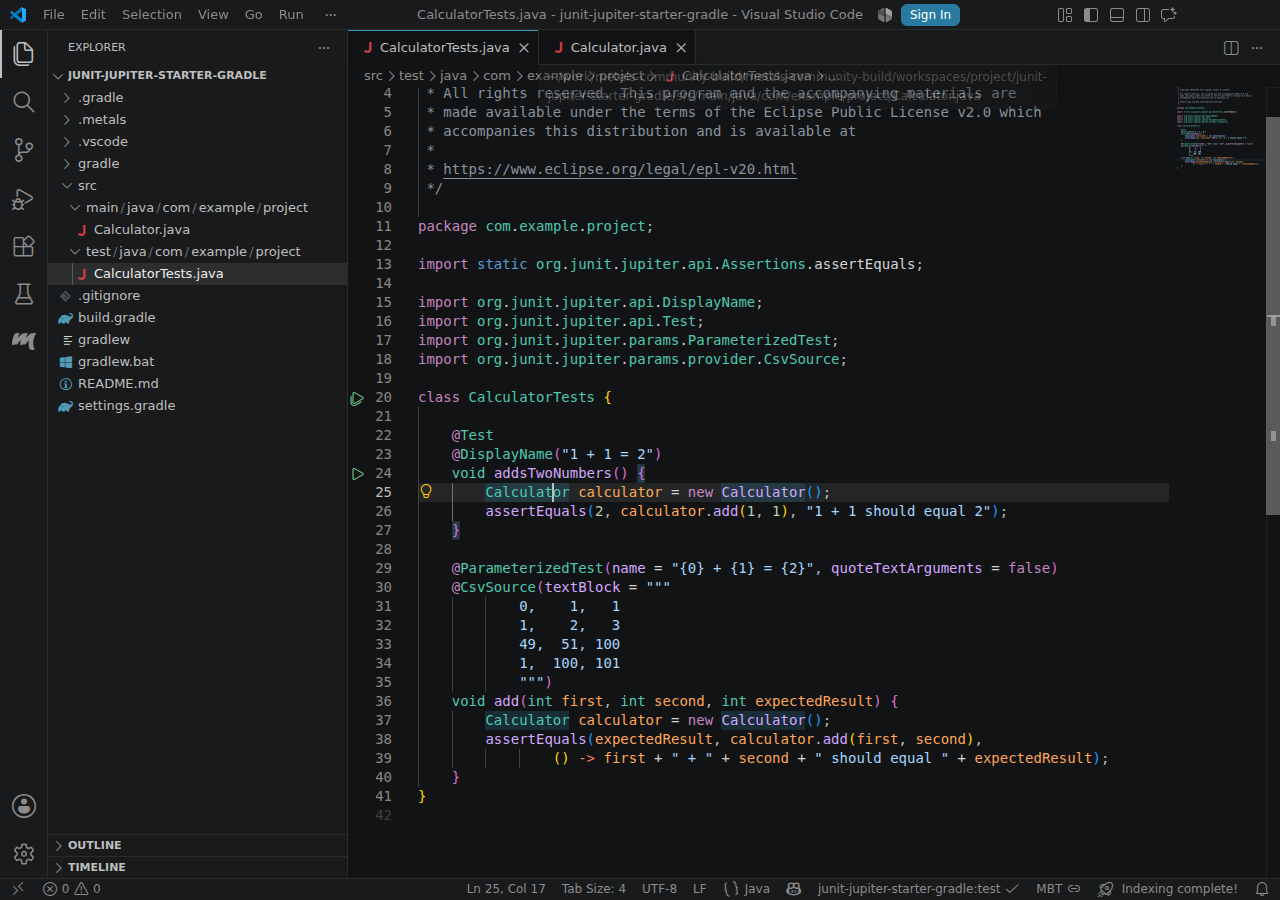 File Edit Selection View Go Run ··· CalculatorTests.java - junit-jupiter-starter-gradle - Visual Studio Code Sign In
EXPLORER ···
JUNIT-JUPITER-STARTER-GRADLE
.gradle
.metals
.vscode
gradle
src
main/java/com/example/project
Calculator.java
test/java/com/example/project
CalculatorTests.java
.gitignore
build.gradle
gradlew
gradlew.bat
README.md
settings.gradle
OUTLINE
TIMELINE
CalculatorTests.java Calculator.java ···
src > test > java > com > example > project > CalculatorTests.java > ...
4 * All rights reserved. This program and the accompanying materials are
5 * made available under the terms of the Eclipse Public License v2.0 which
6 * accompanies this distribution and is available at
7 *
8 * https://www.eclipse.org/legal/epl-v20.html
9 */
10
11 package com.example.project;
12
13 import static org.junit.jupiter.api.Assertions.assertEquals;
14
15 import org.junit.jupiter.api.DisplayName;
16 import org.junit.jupiter.api.Test;
17 import org.junit.jupiter.params.ParameterizedTest;
18 import org.junit.jupiter.params.provider.CsvSource;
19
20 class CalculatorTests {
21
22 @Test
23 @DisplayName("1 + 1 = 2")
24 void addsTwoNumbers() {
25 Calculator calculator = new Calculator();
26 assertEquals(2, calculator.add(1, 1), "1 + 1 should equal 2");
27 }
28
29 @ParameterizedTest(name = "{0} + {1} = {2}", quoteTextArguments = false)
30 @CsvSource(textBlock = """
31 0, 1, 1
32 1, 2, 3
33 49, 51, 100
34 1, 100, 101
35 """)
36 void add(int first, int second, int expectedResult) {
37 Calculator calculator = new Calculator();
38 assertEquals(expectedResult, calculator.add(first, second),
39 () -> first + " + " + second + " should equal " + expectedResult);
40 }
41 }
42
0 0 Ln 25, Col 17 Tab Size: 4 UTF-8 LF { } Java junit-jupiter-starter-gradle:test MBT Indexing complete!